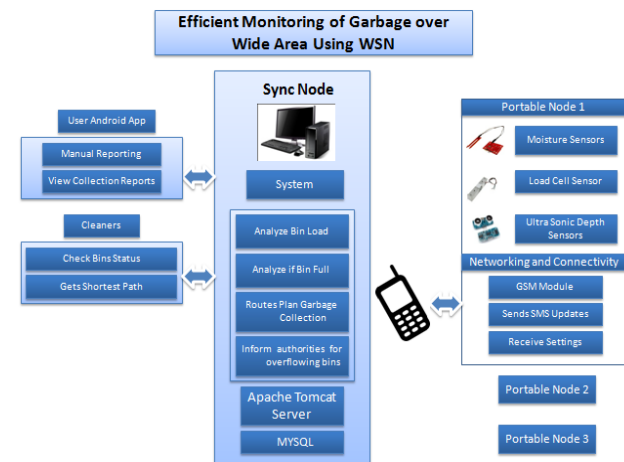 Efficient Monitoring of Garbage over
Wide Area Using WSN
User Android App
Manual Reporting
View Collection Reports
Cleaners
Check Bins Status
Gets Shortest Path
Sync Node
System
Analyze Bin Load
Analyze if Bin Full
Routes Plan Garbage
Collection
Inform authorities for
overflowing bins
Apache Tomcat
Server
MYSQL
Portable Node 1
Moisture Sensors
Load Cell Sensor
Ultra Sonic Depth
Sensors
Networking and Connectivity
GSM Module
Sends SMS Updates
Receive Settings
Portable Node 2
Portable Node 3